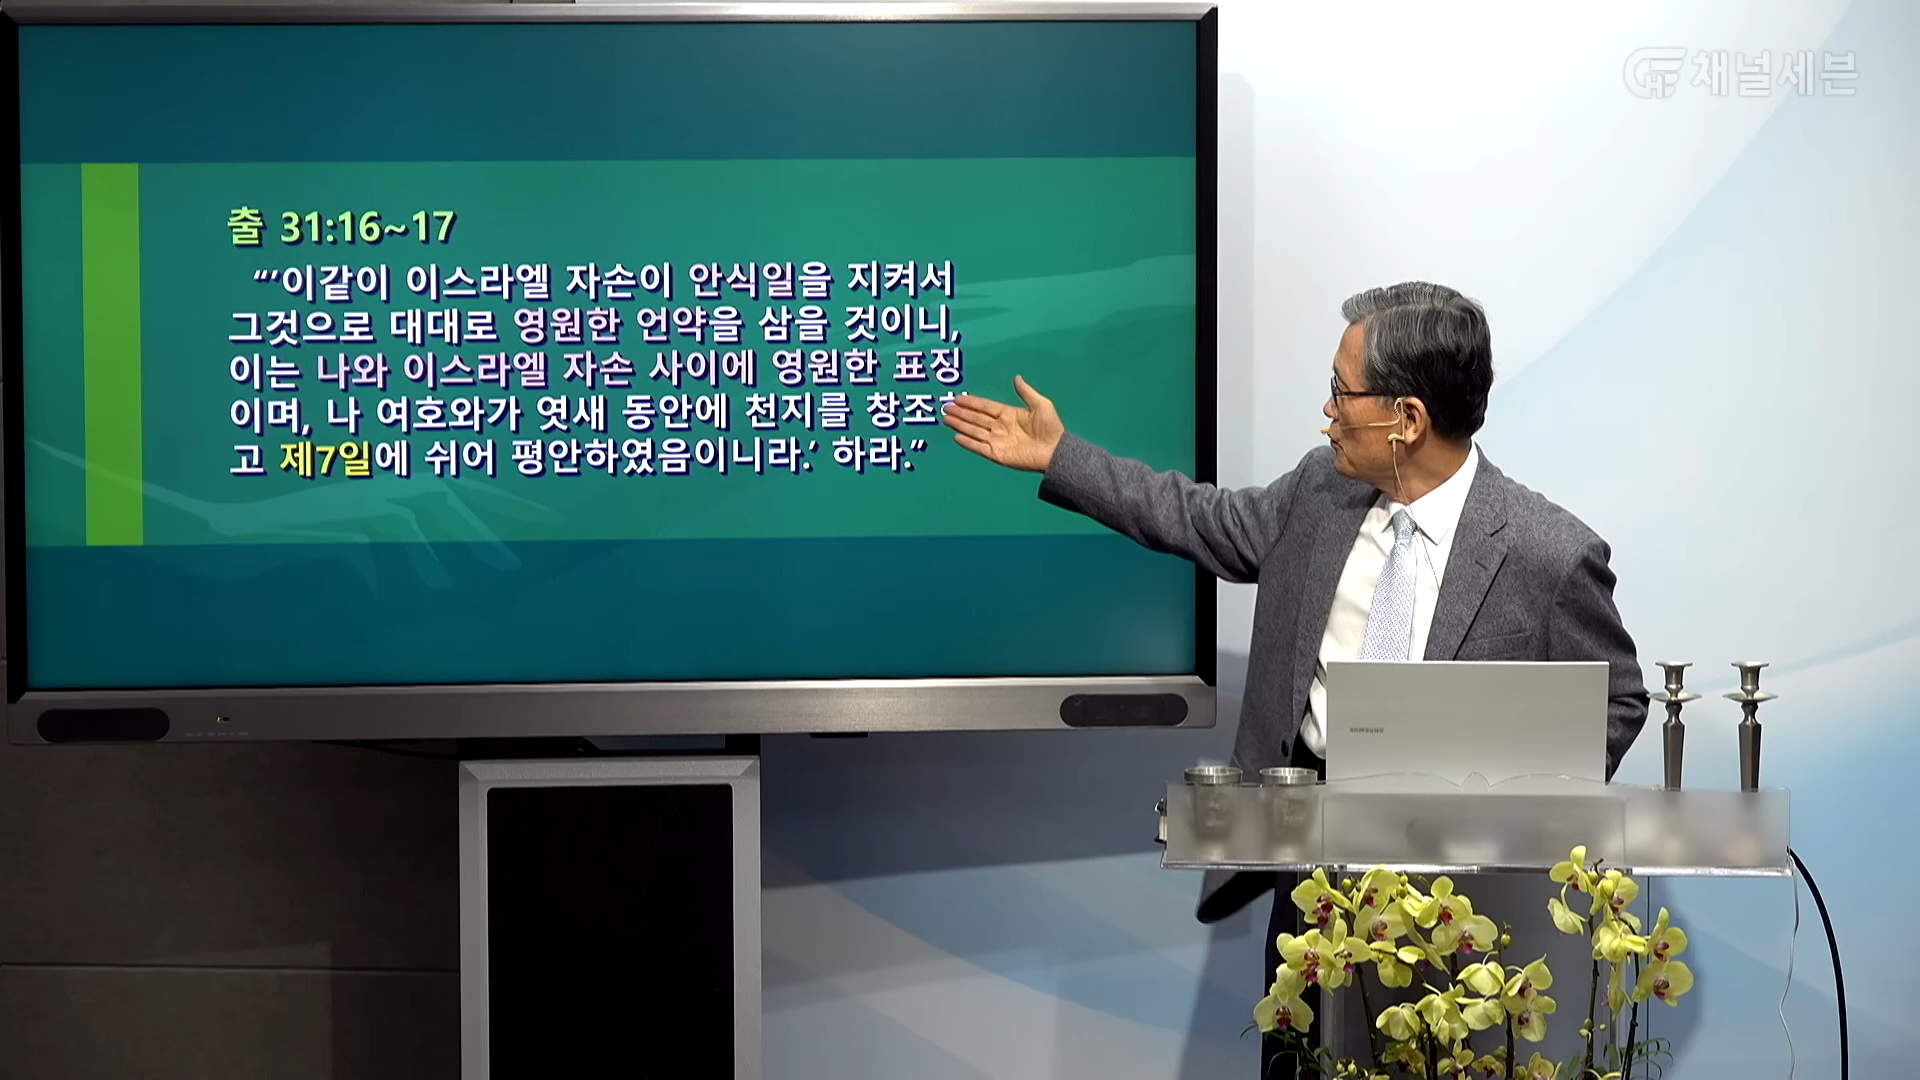 채널세븐
출 31:16~17
“‘이같이 이스라엘 자손이 안식일을 지켜서
그것으로 대대로 영원한 언약을 삼을 것이니,
이는 나와 이스라엘 자손 사이에 영원한 표징
이며, 나 여호와가 엿새 동안에 천지를 창조하
고 제7일에 쉬어 평안하였음이니라.’ 하라.”
SAMSUNG